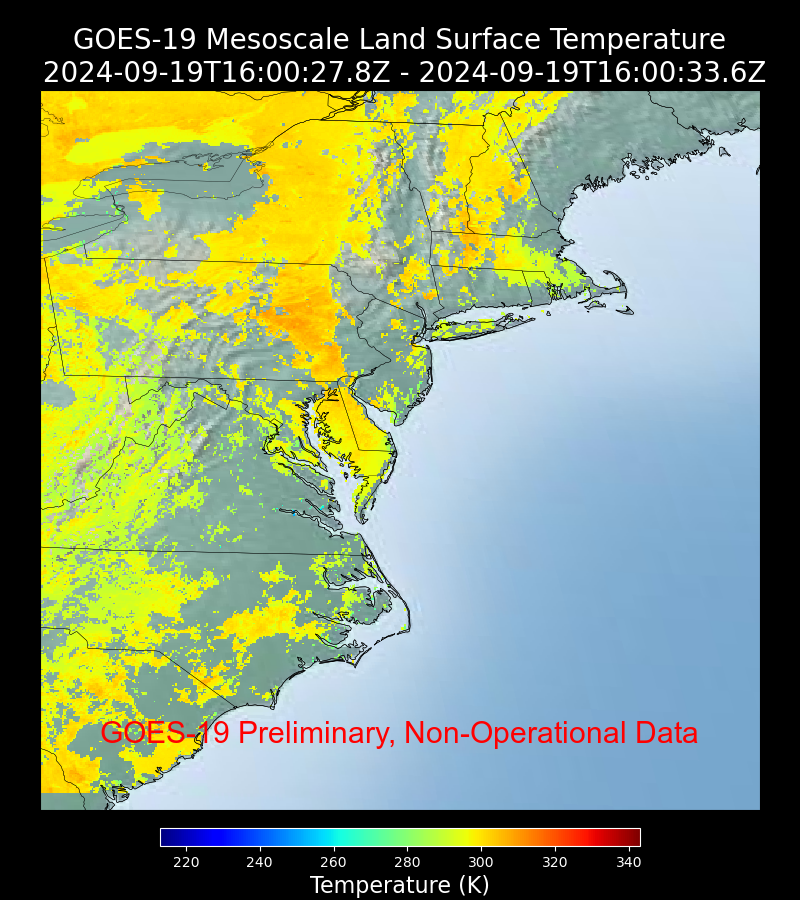 GOES-19 Mesoscale Land Surface Temperature
2024-09-19T16:00:27.8Z - 2024-09-19T16:00:33.6Z
GOES-19 Preliminary, Non-Operational Data
220 240 260 280 300 320 340
Temperature (K)